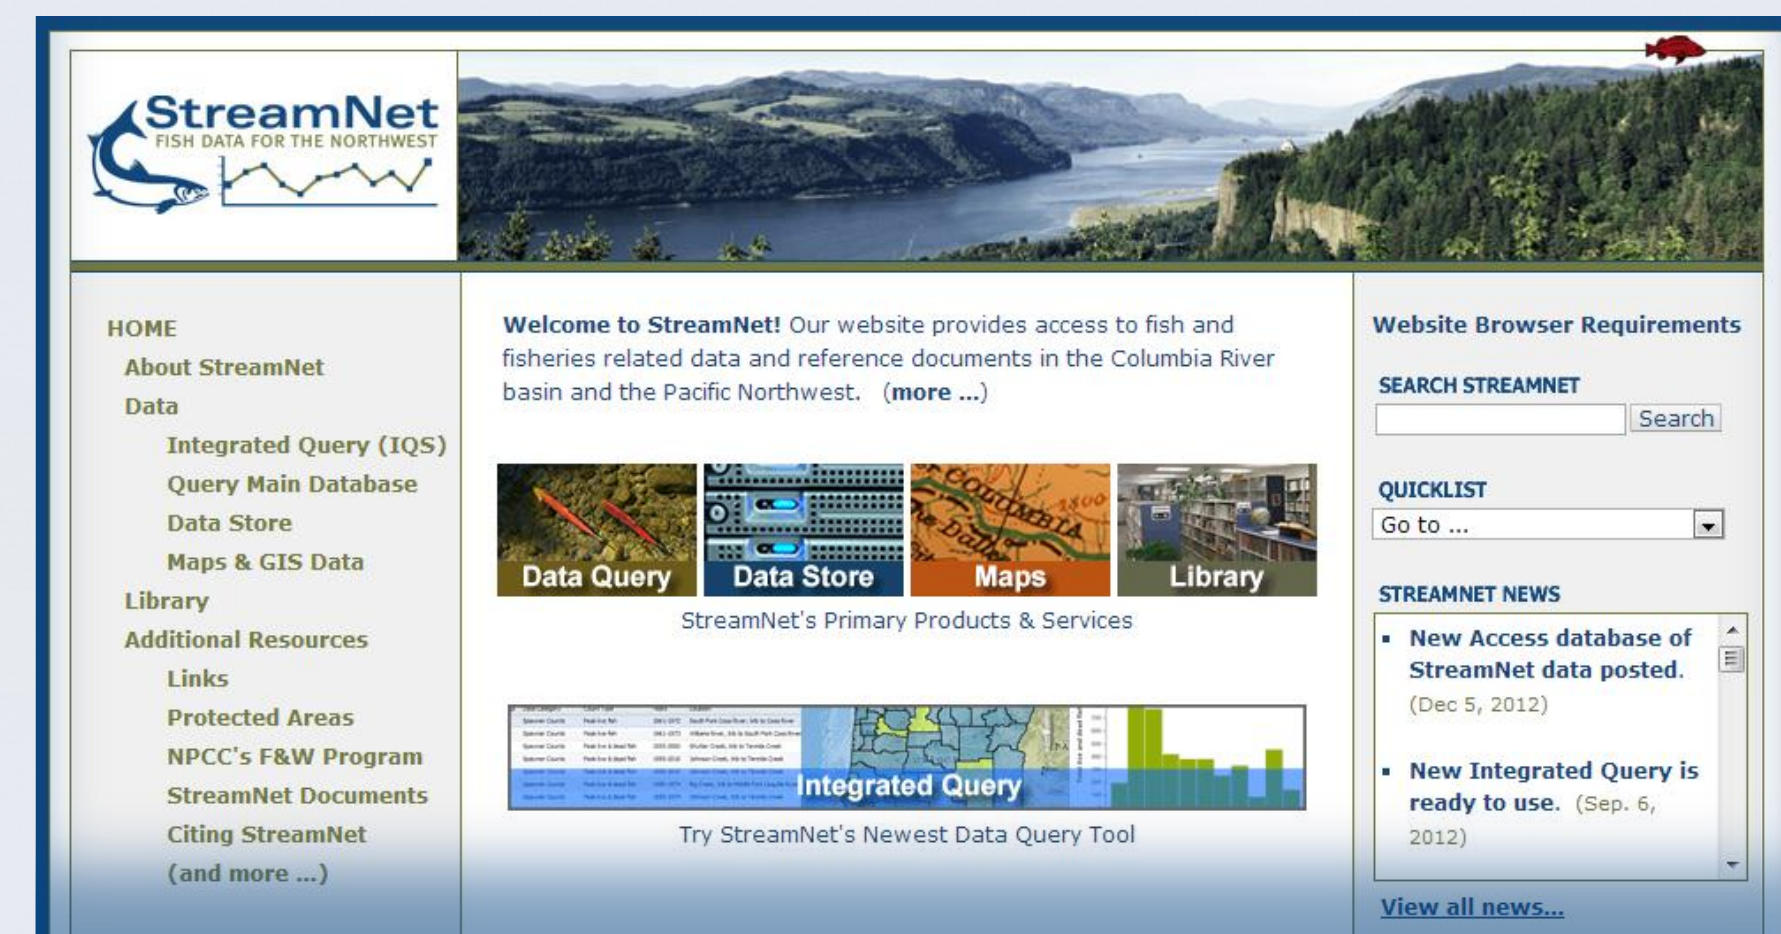 StreamNet
FISH DATA FOR THE NORTHWEST
HOME
About StreamNet
Data
Integrated Query (IQS)
Query Main Database
Data Store
Maps & GIS Data
Library
Additional Resources
Links
Protected Areas
NPCC's F&W Program
StreamNet Documents
Citing StreamNet
(and more ...)
Welcome to StreamNet! Our website provides access to fish and
fisheries related data and reference documents in the Columbia River
basin and the Pacific Northwest. (more ...)
COLUMBIA
1800
The Dalles
Data Query
Data Store
Maps
Library
StreamNet's Primary Products & Services
Integrated Query
Try StreamNet's Newest Data Query Tool
Website Browser Requirements
SEARCH STREAMNET
Search
QUICKLIST
Go to ...
STREAMNET NEWS
▪ New Access database of
StreamNet data posted.
(Dec 5, 2012)
▪ New Integrated Query is
ready to use. (Sep. 6,
2012)
View all news...